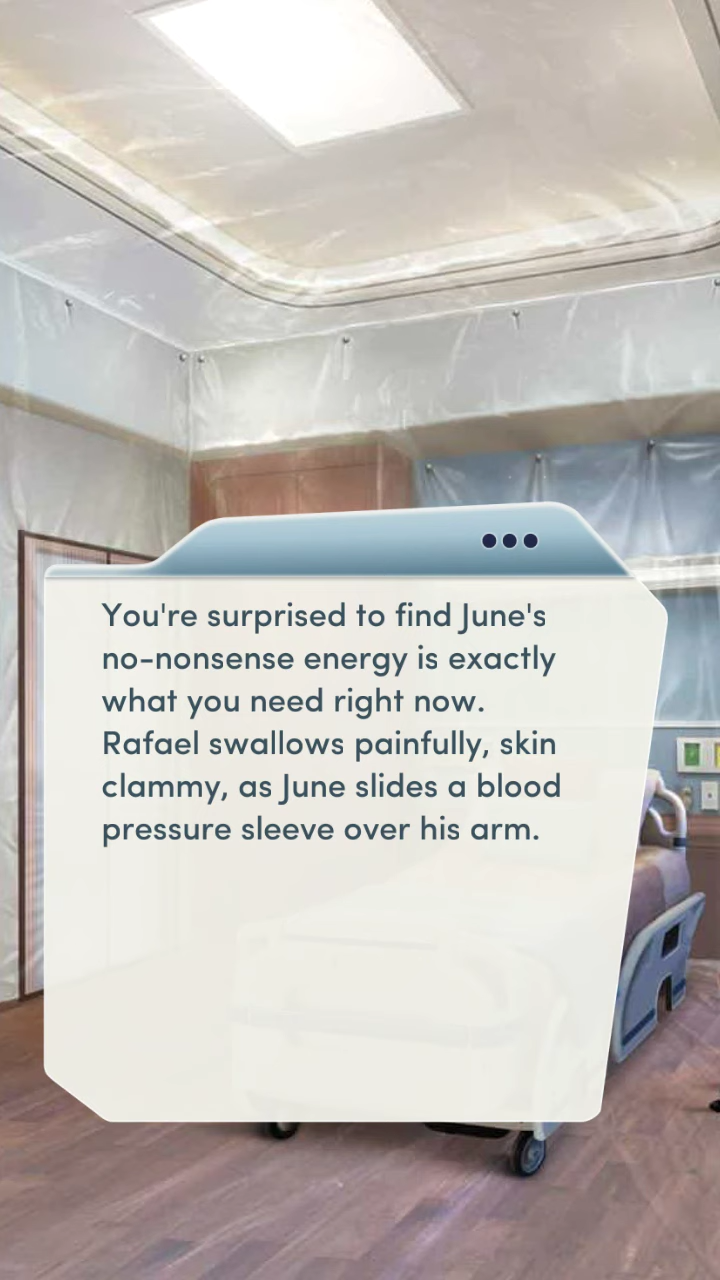 You're surprised to find June's
no-nonsense energy is exactly
what you need right now.
Rafael swallows painfully, skin
clammy, as June slides a blood
pressure sleeve over his arm.